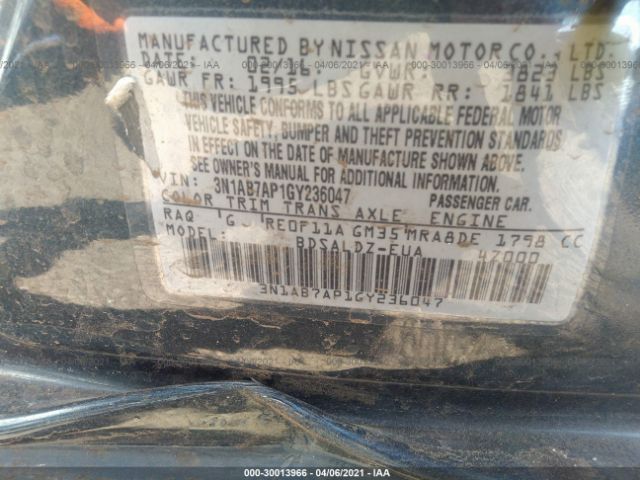 MANUFACTURED BY NISSAN MOTOR CO., LTD.
DATE: 02/16 GVWR 3823 LBS
GAWR FR: 1995 LBS GAWR RR: 1841 LBS
THIS VEHICLE CONFORMS TO ALL APPLICABLE FEDERAL MOTOR
VEHICLE SAFETY, BUMPER AND THEFT PREVENTION STANDARDS
IN EFFECT ON THE DATE OF MANUFACTURE SHOWN ABOVE.
SEE OWNER'S MANUAL FOR ADDITIONAL INFORMATION.
VIN: 3N1AB7AP1GY236047 PASSENGER CAR.
COLOR TRIM TRANS AXLE ENGINE
RAQ G RE0F11A GM35 MRA8DE 1798 CC
MODEL: BDSALDZ-EUA 47000
3N1AB7AP1GY236047
000-30013966 - 04/06/2021 - IAA